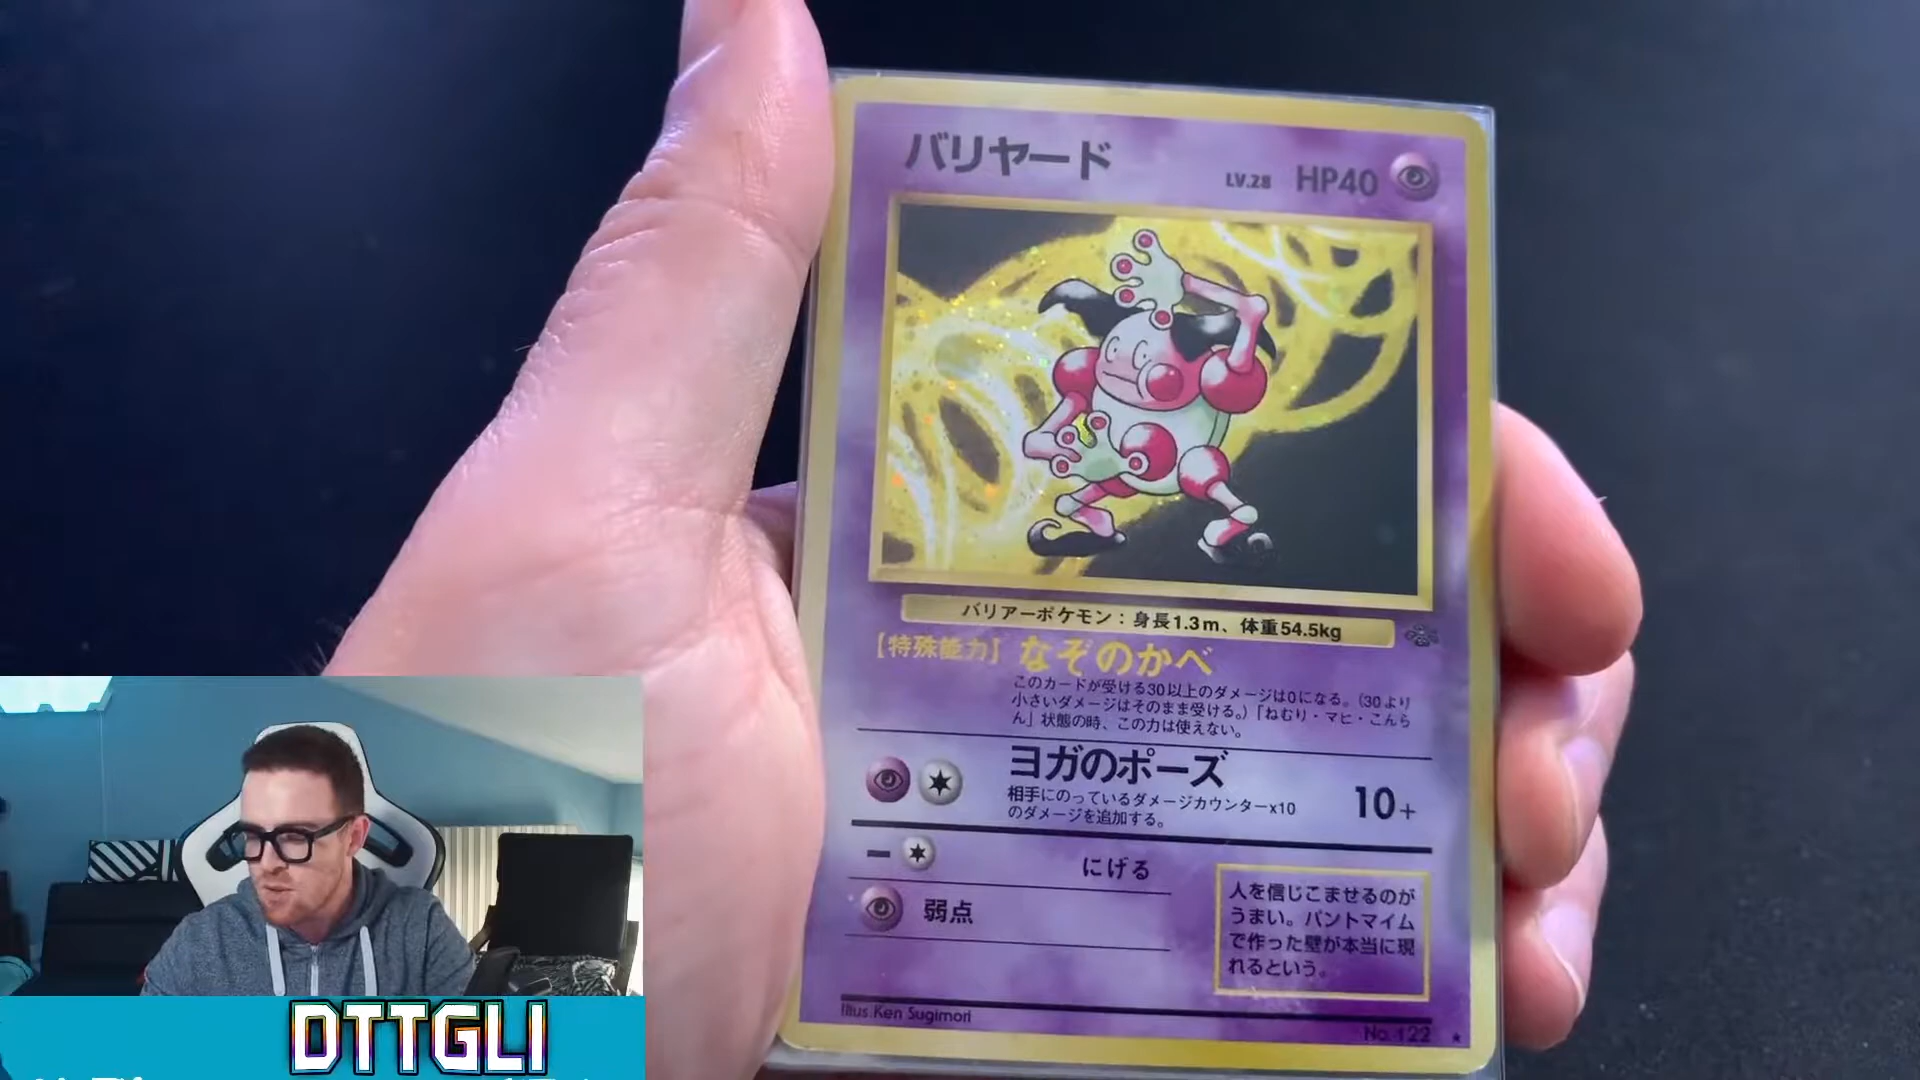 バリヤード
LV.28 HP40
バリアーポケモン：身長1.3m、体重54.5kg
【特殊能力】なぞのかべ
このカードが受ける30以上のダメージは0になる。（30より
小さいダメージはそのまま受ける。）「ねむり・マヒ・こんら
ん」状態の時、この力は使えない。
ヨガのポーズ
相手にのっているダメージカウンター×10
のダメージを追加する。
10+
にげる
弱点
人を信じこませるのが
うまい。パントマイム
で作った壁が本当に現
れるという。
Illus.Ken Sugimori
No.122
DTTGLI